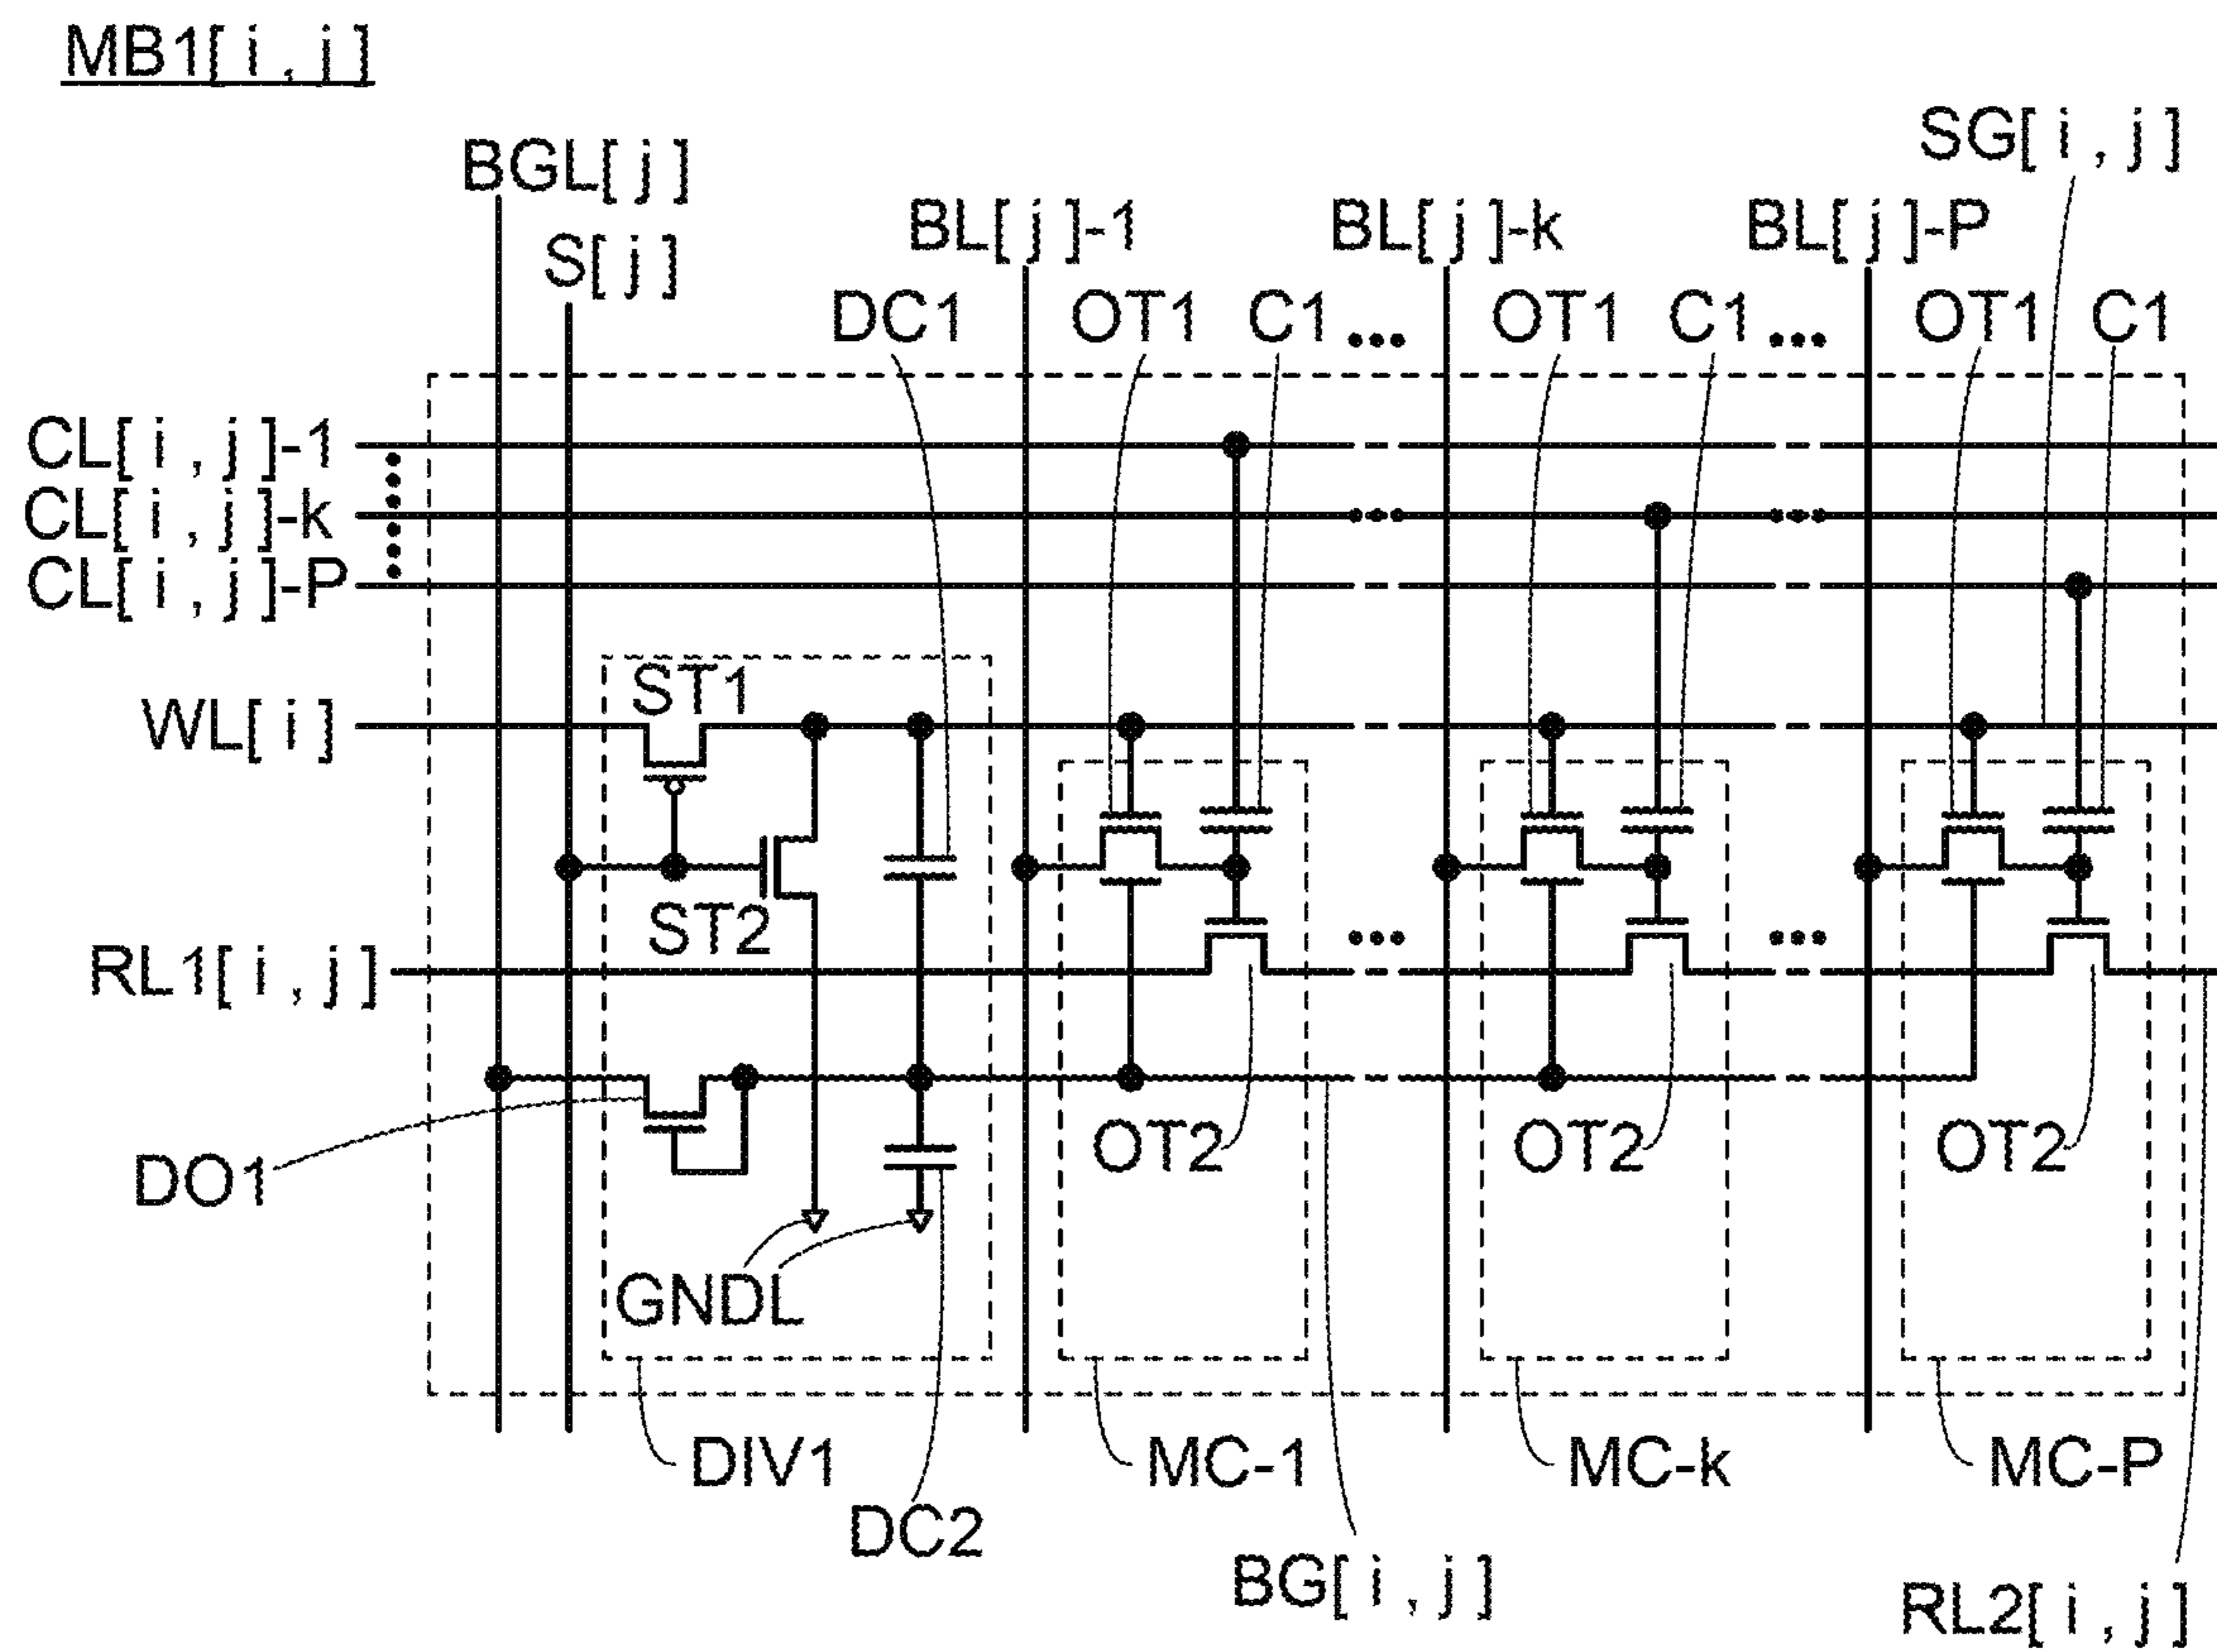 MB1[ i , j ]
BGL[ j ]
SG[ i , j ]
S[ j ]
BL[ j ]-1
BL[ j ]-k
BL[ j ]-P
DC1
OT1
C1
OT1
C1
OT1
C1
CL[ i , j ]-1
CL[ i , j ]-k
CL[ i , j ]-P
ST1
WL[ i ]
ST2
RL1[ i , j ]
OT2
OT2
OT2
DO1
GNDL
DIV1
MC-1
MC-k
MC-P
DC2
BG[ i , j ]
RL2[ i , j ]